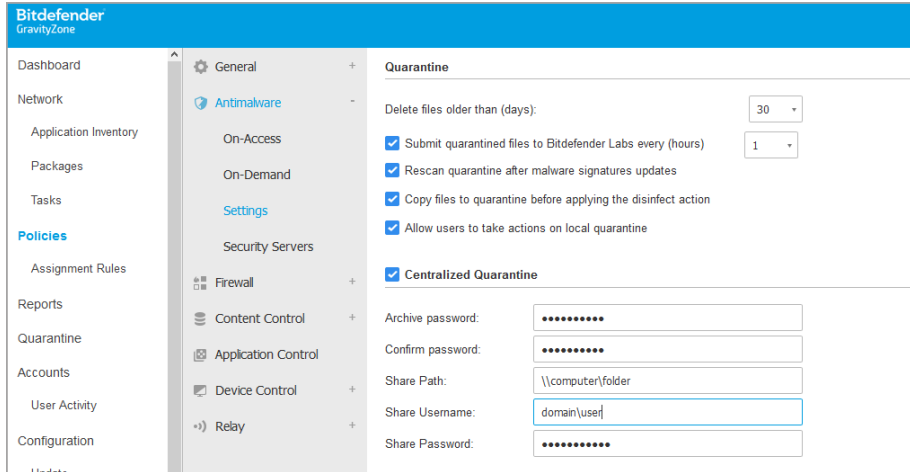 Bitdefender
GravityZone
Dashboard
Network
Application Inventory
Packages
Tasks
Policies
Assignment Rules
Reports
Quarantine
Accounts
User Activity
Configuration
Update
General +
Antimalware -
On-Access
On-Demand
Settings
Security Servers
Firewall +
Content Control +
Application Control
Device Control +
Relay +
Quarantine
Delete files older than (days): 30
Submit quarantined files to Bitdefender Labs every (hours) 1
Rescan quarantine after malware signatures updates
Copy files to quarantine before applying the disinfect action
Allow users to take actions on local quarantine
Centralized Quarantine
Archive password: ••••••••••
Confirm password: ••••••••••
Share Path: \\computer\folder
Share Username: domain\user
Share Password: •••••••••••